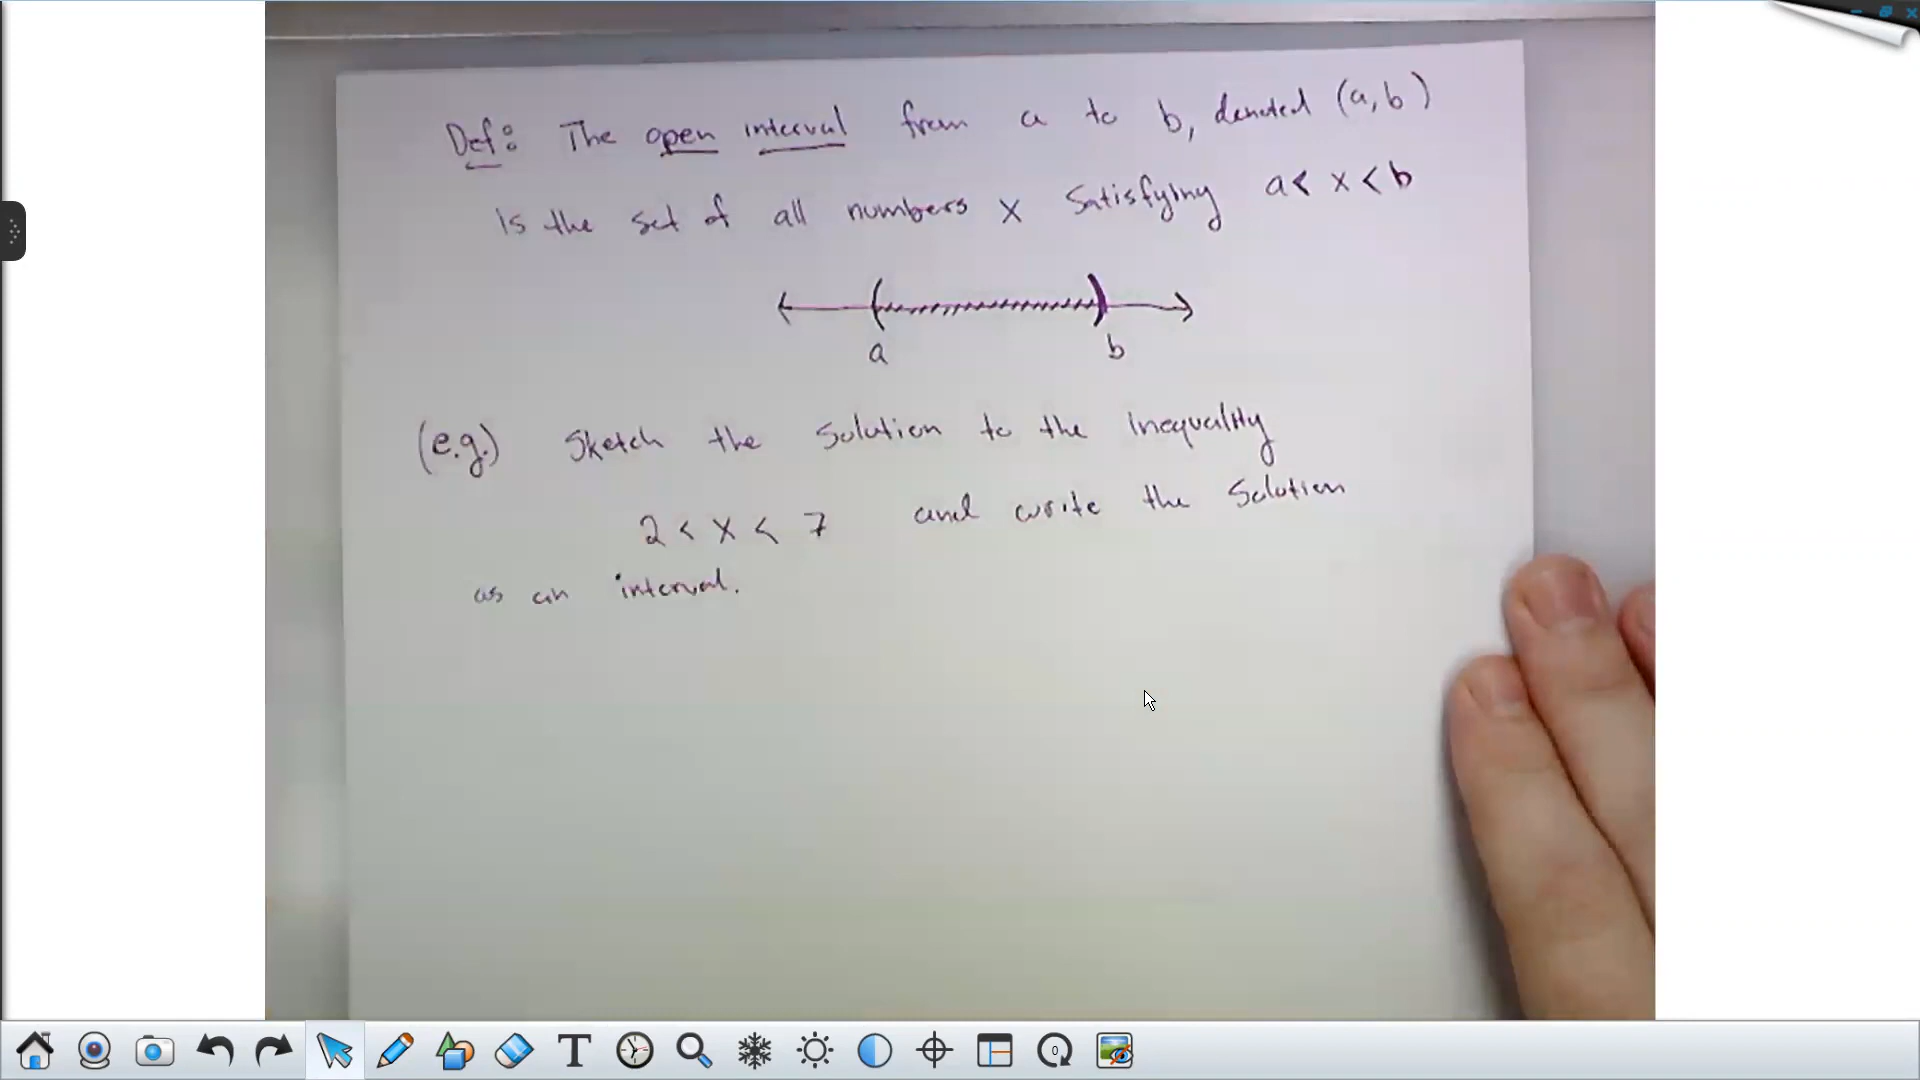 Def: The open interval from a to b, denoted (a,b)
is the set of all numbers x satisfying a < x < b
a b
(e.g.) Sketch the solution to the inequality
2 < x < 7 and write the solution
as an interval.
T
0